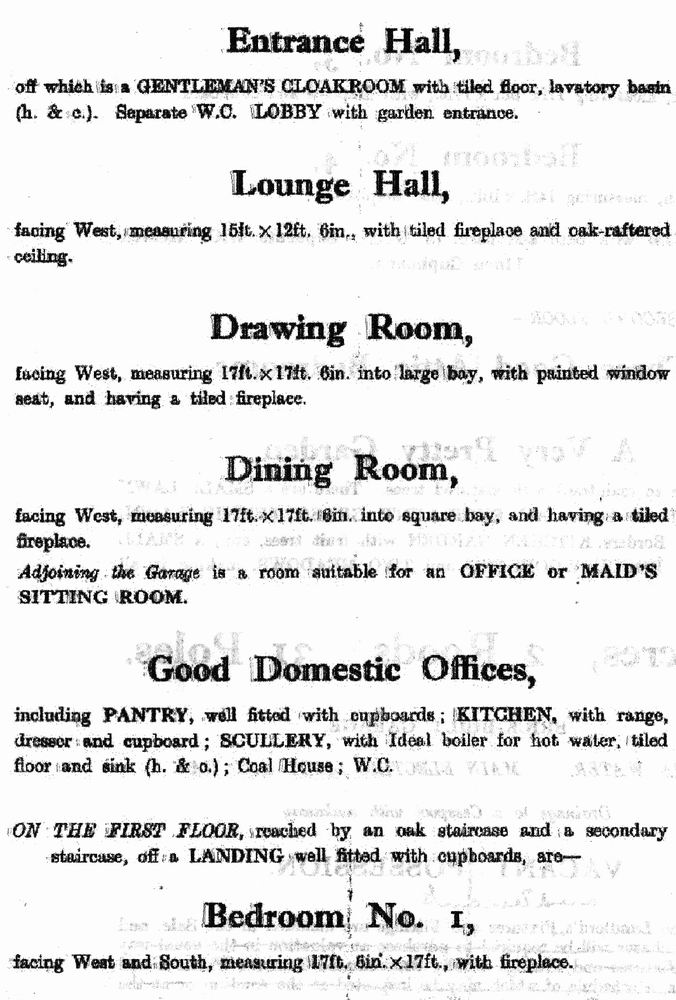 Entrance Hall,
off which is a GENTLEMAN'S CLOAKROOM with tiled floor, lavatory basin
(h. & c.). Separate W.C. LOBBY with garden entrance.
Lounge Hall,
facing West, measuring 15ft. × 12ft. 6in., with tiled fireplace and oak-raftered
ceiling.
Drawing Room,
facing West, measuring 17ft. × 17ft. 6in. into large bay, with painted window
seat, and having a tiled fireplace.
Dining Room,
facing West, measuring 17ft. × 17ft. 6in. into square bay, and having a tiled
fireplace.
Adjoining the Garage is a room suitable for an OFFICE or MAID'S
SITTING ROOM.
Good Domestic Offices,
including PANTRY, well fitted with cupboards; KITCHEN, with range,
dresser and cupboard; SCULLERY, with Ideal boiler for hot water, tiled
floor and sink (h. & c.); Coal House; W.C.
ON THE FIRST FLOOR, reached by an oak staircase and a secondary
staircase, off a LANDING well fitted with cupboards, are—
Bedroom No. 1,
facing West and South, measuring 17ft. 6in. × 17ft., with fireplace.